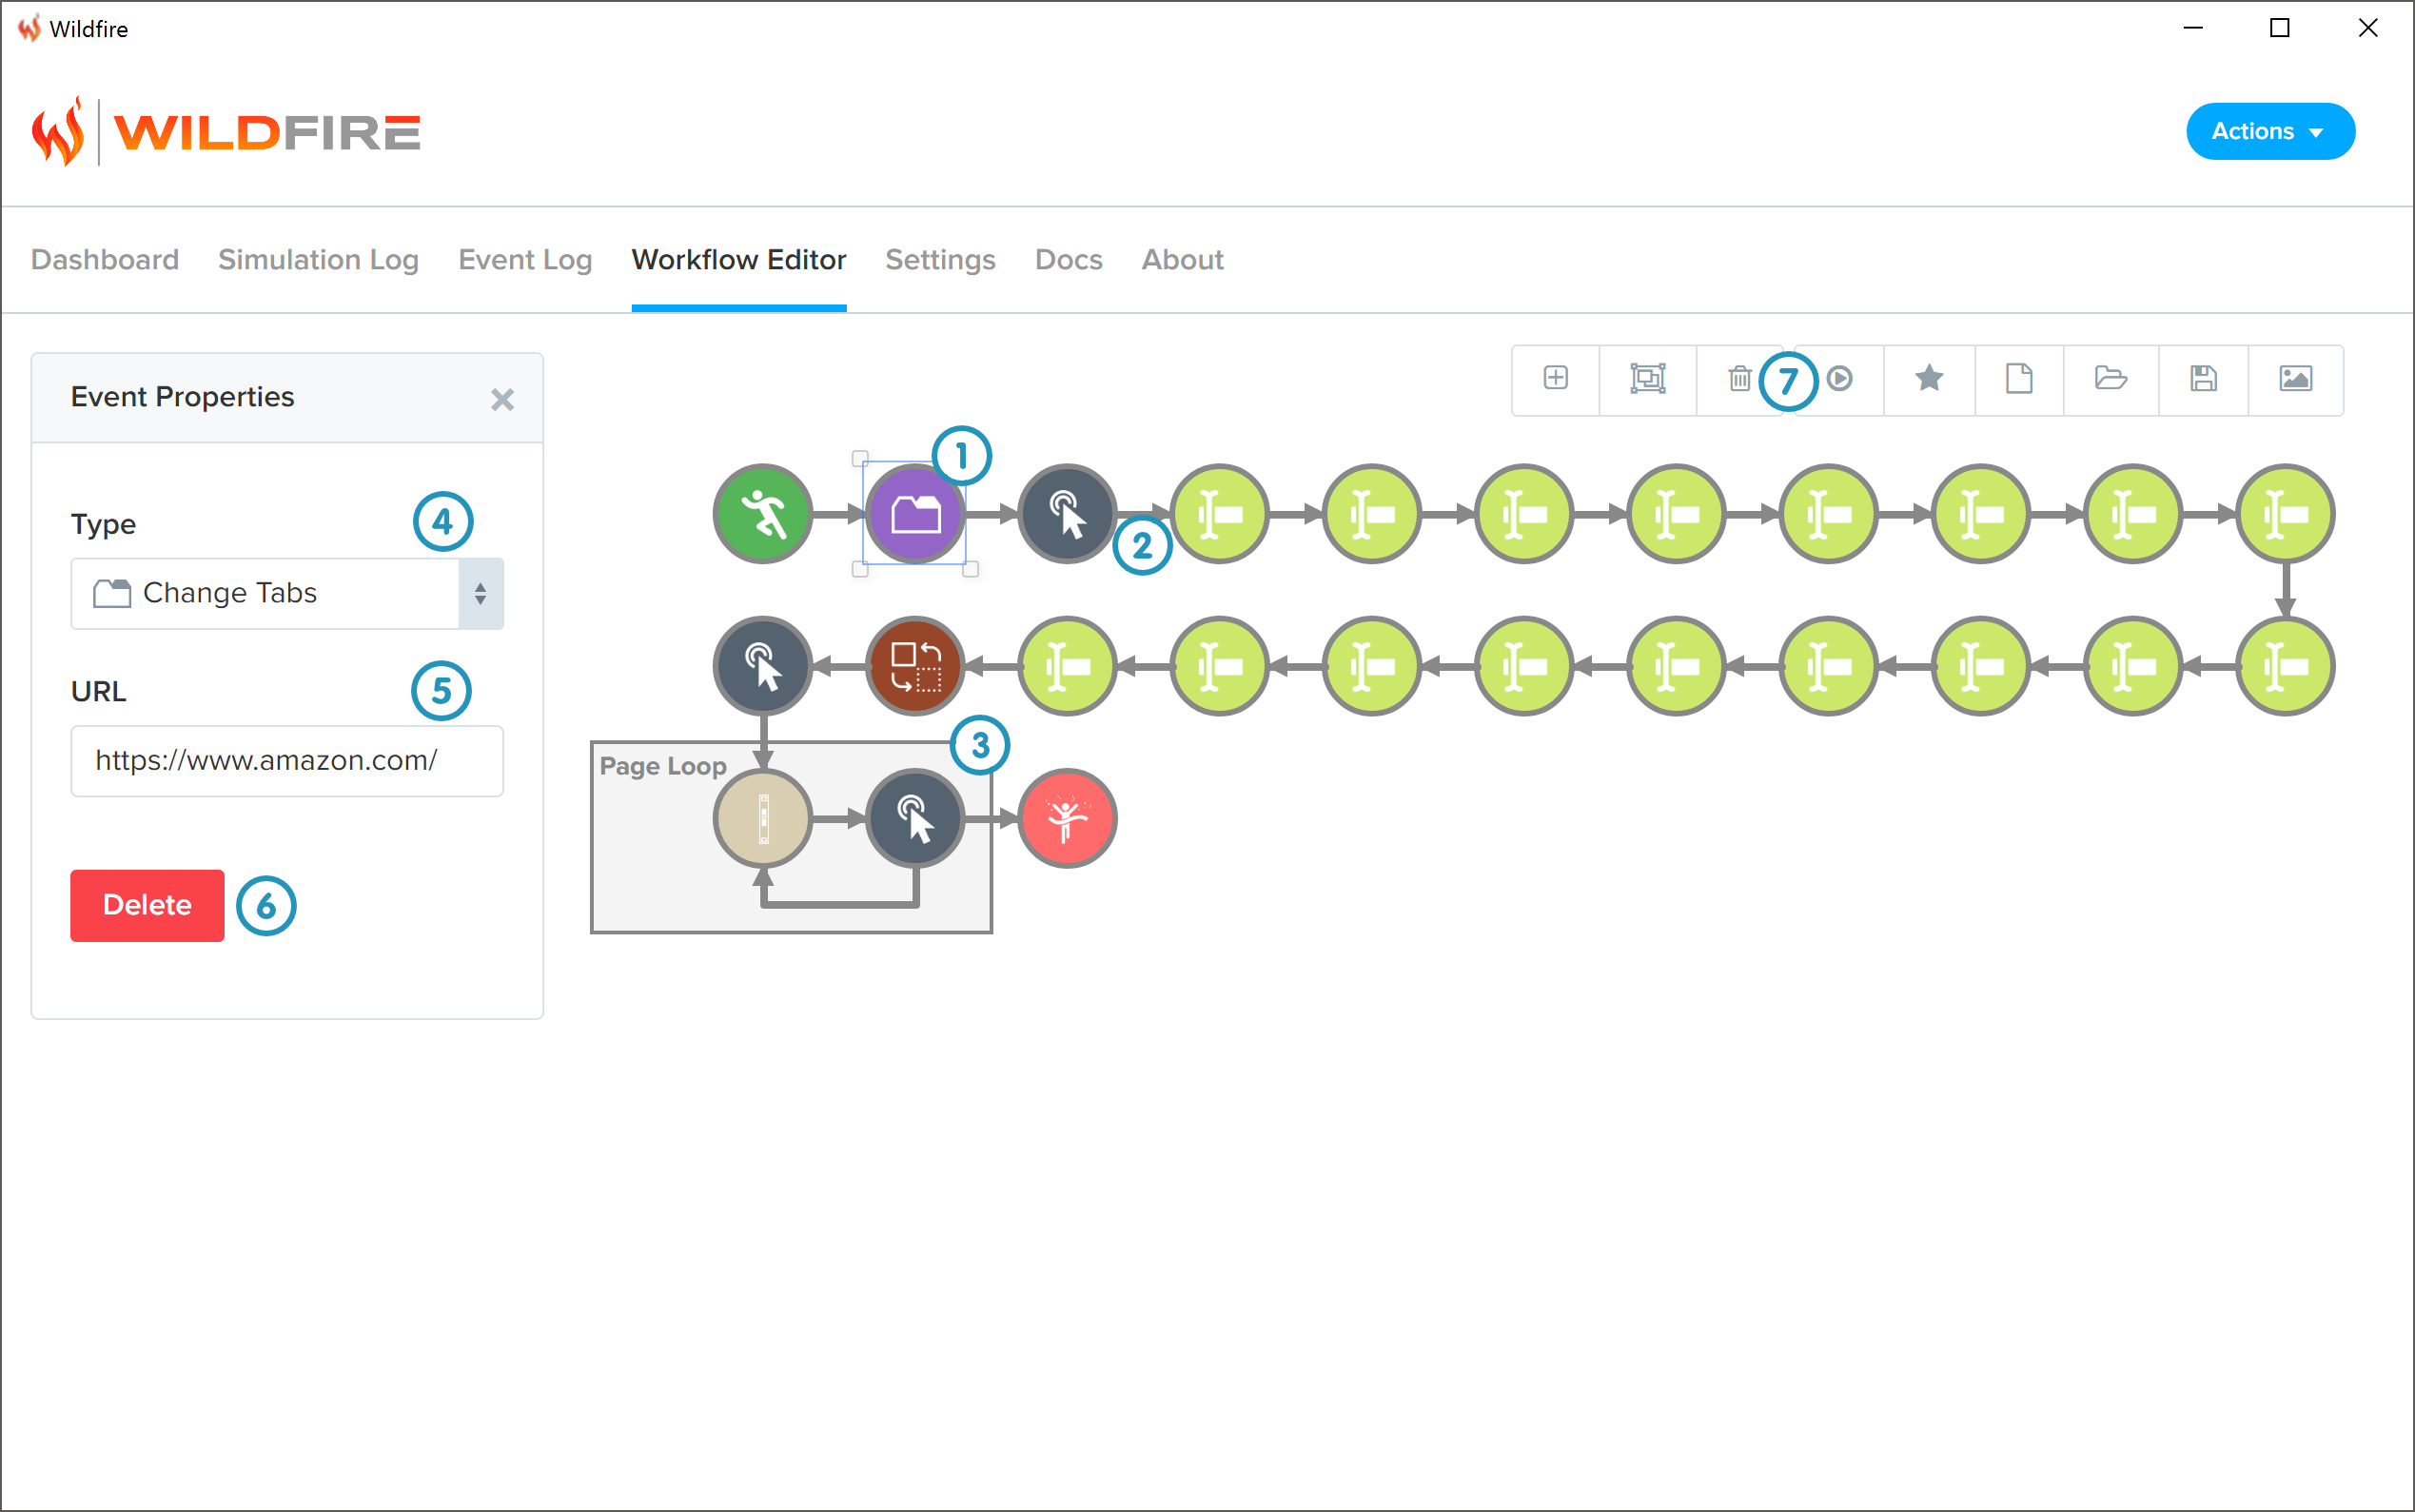 Wildfire
WILDFIRE
Actions
Dashboard Simulation Log Event Log Workflow Editor Settings Docs About
Event Properties
7
1
Type 4
2
Change Tabs
URL 5
3
https://www.amazon.com/
Page Loop
Delete 6